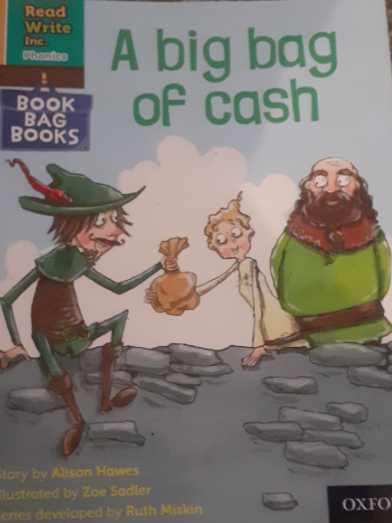 Read
Write
Inc.
Phonics
BOOK
BAG
BOOKS
A big bag
of cash
Story by Alison Hawes
Illustrated by Zoe Sadler
Series developed by Ruth Miskin
OXFO